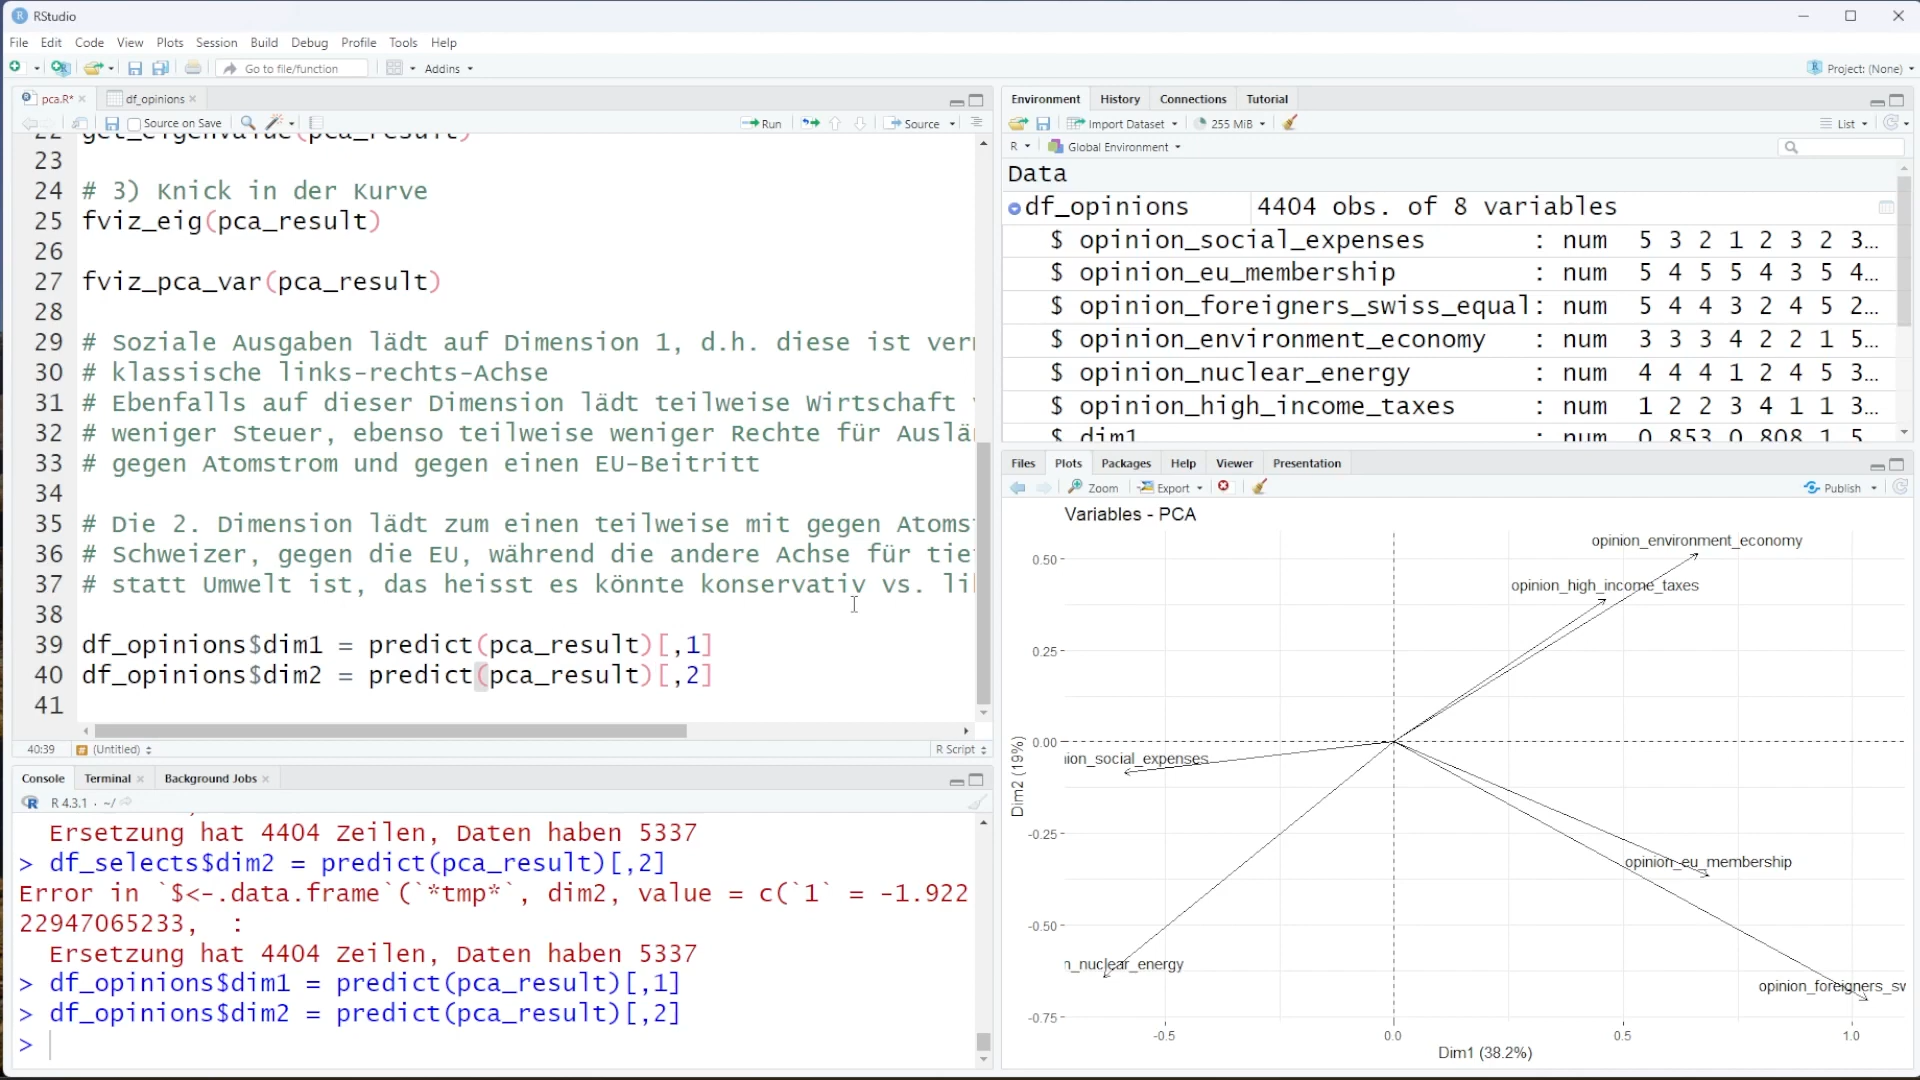 RStudio
File Edit Code View Plots Session Build Debug Profile Tools Help
Go to file/function
Addins
Project: (None)
pca.R*
df_opinions
Source on Save
Run
Source
22 get_eigenvalue(pca_result)
23
24 # 3) Knick in der Kurve
25 fviz_eig(pca_result)
26
27 fviz_pca_var(pca_result)
28
29 # Soziale Ausgaben lädt auf Dimension 1, d.h. diese ist
30 # klassische links-rechts-Achse
31 # Ebenfalls auf dieser Dimension lädt teilweise Wirtschaft
32 # weniger Steuer, ebenso teilweise weniger Rechte für
33 # gegen Atomstrom und gegen einen EU-Beitritt
34
35 # Die 2. Dimension lädt zum einen teilweise mit gegen
36 # Schweizer, gegen die EU, während die andere Achse für
37 # statt Umwelt ist, das heisst es könnte konservativ vs.
38
39 df_opinions$dim1 = predict(pca_result)[,1]
40 df_opinions$dim2 = predict(pca_result)[,2]
41
40:39 (Untitled) R Script
Console Terminal Background Jobs
R 4.3.1 · ~/
Ersetzung hat 4404 Zeilen, Daten haben 5337
> df_selects$dim2 = predict(pca_result)[,2]
Error in `$<-.data.frame`(`*tmp*`, dim2, value = c(`1` = -1.922
22947065233, :
Ersetzung hat 4404 Zeilen, Daten haben 5337
> df_opinions$dim1 = predict(pca_result)[,1]
> df_opinions$dim2 = predict(pca_result)[,2]
>
Environment History Connections Tutorial
Import Dataset 255 MiB List
R Global Environment
Data
df_opinions 4404 obs. of 8 variables
$ opinion_social_expenses : num 5 3 2 1 2 3 2 3...
$ opinion_eu_membership : num 5 4 5 5 4 3 5 4...
$ opinion_foreigners_swiss_equal: num 5 4 4 3 2 4 5 2...
$ opinion_environment_economy : num 3 3 3 4 2 2 1 5...
$ opinion_nuclear_energy : num 4 4 4 1 2 4 5 3...
$ opinion_high_income_taxes : num 1 2 2 3 4 1 1 3...
$ dim1 : num 0.853 0.808 1.5
Files Plots Packages Help Viewer Presentation
Zoom Export Publish
Variables - PCA
opinion_environment_economy
0.50
opinion_high_income_taxes
0.25
0.00
ion_social_expenses
Dim2 (19%)
-0.25
opinion_eu_membership
-0.50
n_nuclear_energy
opinion_foreigners_sw
-0.75
-0.5 0.0 0.5 1.0
Dim1 (38.2%)